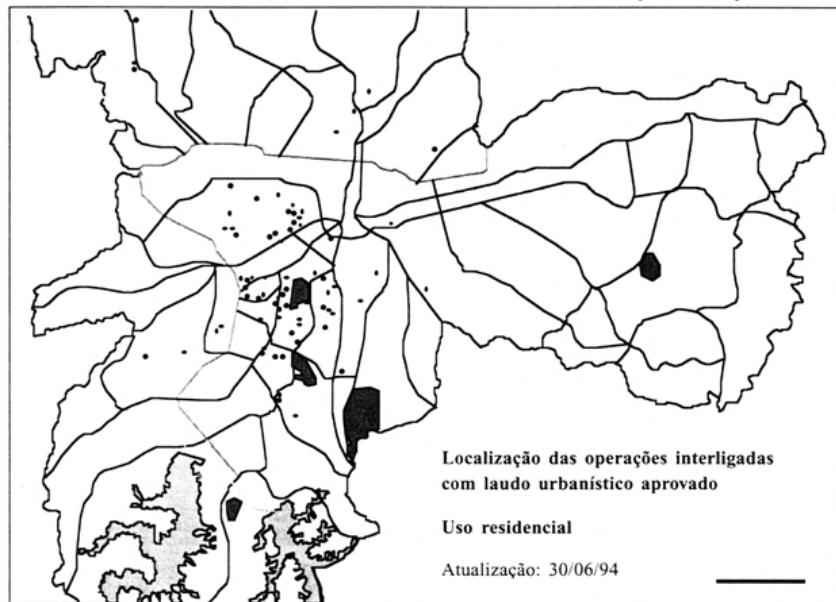 Localização das operações interligadas
com laudo urbanístico aprovado
Uso residencial
Atualização: 30/06/94